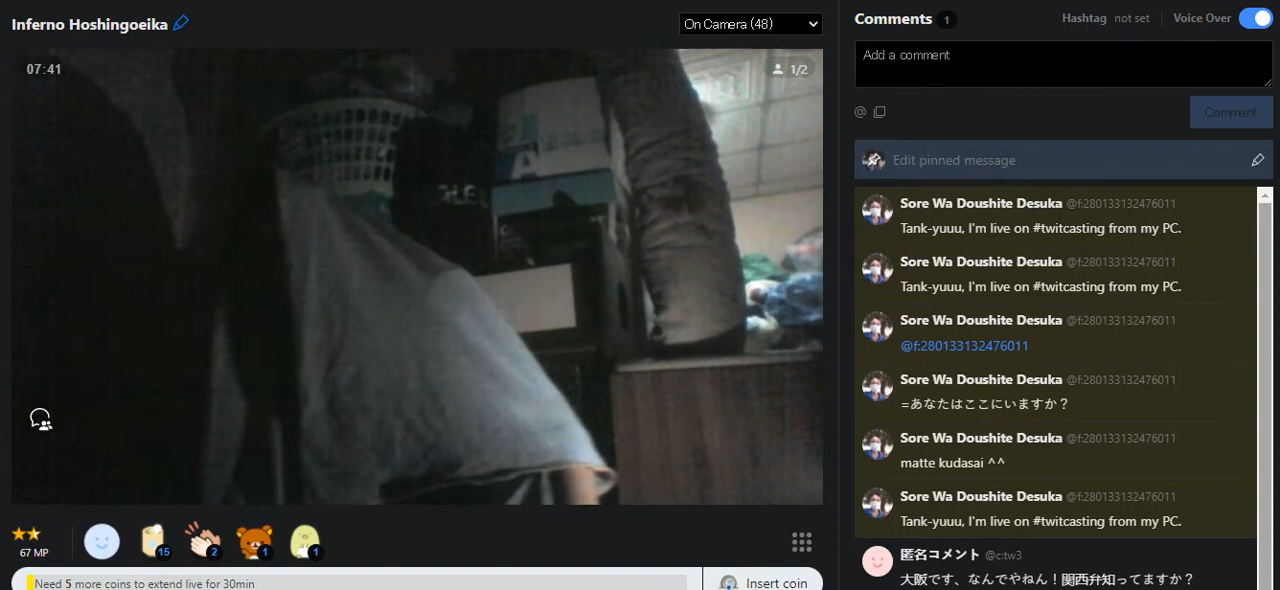 Inferno Hoshingoeika
On Camera (48)
07:41
1/2
A
67 MP
15
2
1
1
Need 5 more coins to extend live for 30min
Insert coin
Comments 1
Hashtag not set
Voice Over
Add a comment
@
Comment
Edit pinned message
Sore Wa Doushite Desuka @f:280133132476011
Tank-yuuu, I'm live on #twitcasting from my PC.
Sore Wa Doushite Desuka @f:280133132476011
Tank-yuuu, I'm live on #twitcasting from my PC.
Sore Wa Doushite Desuka @f:280133132476011
@f:280133132476011
Sore Wa Doushite Desuka @f:280133132476011
=あなたはここにいますか？
Sore Wa Doushite Desuka @f:280133132476011
matte kudasai ^^
Sore Wa Doushite Desuka @f:280133132476011
Tank-yuuu, I'm live on #twitcasting from my PC.
匿名コメント @c:tw3
大阪です、なんでやねん！関西弁知ってますか？